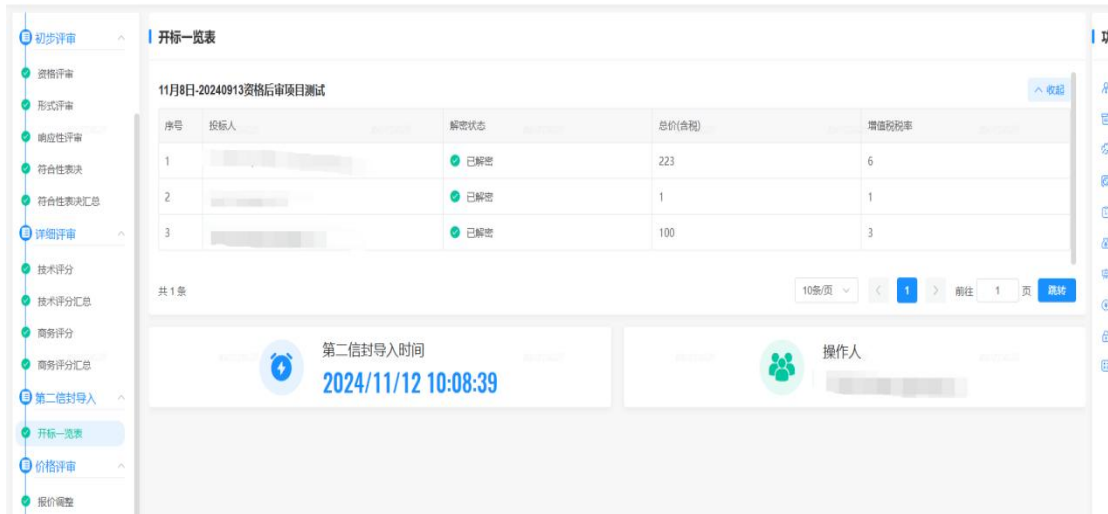 初步评审
资格评审
形式评审
响应性评审
符合性表决
符合性表决汇总
详细评审
技术评分
技术评分汇总
商务评分
商务评分汇总
第二信封导入
开标一览表
价格评审
报价调整
开标一览表
11月8日-20240913资格后审项目测试
收起
序号 投标人 解密状态 总价(含税) 增值税税率
1 已解密 223 6
2 已解密 1 1
3 已解密 100 3
共 1 条
10条/页 1 前往 1 页 跳转
第二信封导入时间
2024/11/12 10:08:39
操作人